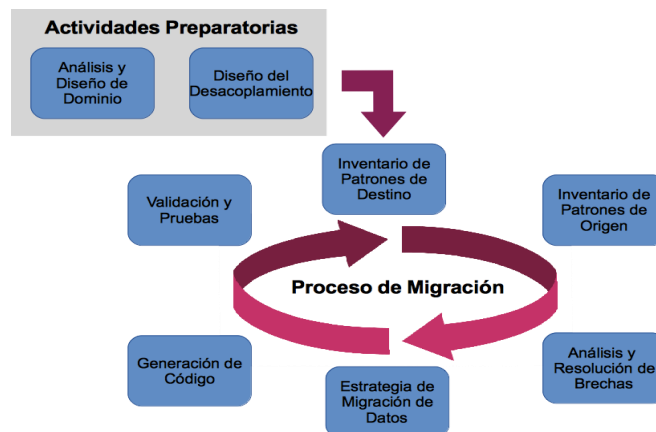 Actividades Preparatorias
Análisis y
Diseño de
Dominio
Diseño del
Desacoplamiento
Inventario de
Patrones de
Destino
Inventario de
Patrones de
Origen
Análisis y
Resolución de
Brechas
Estrategia de
Migración de
Datos
Generación de
Código
Validación y
Pruebas
Proceso de Migración